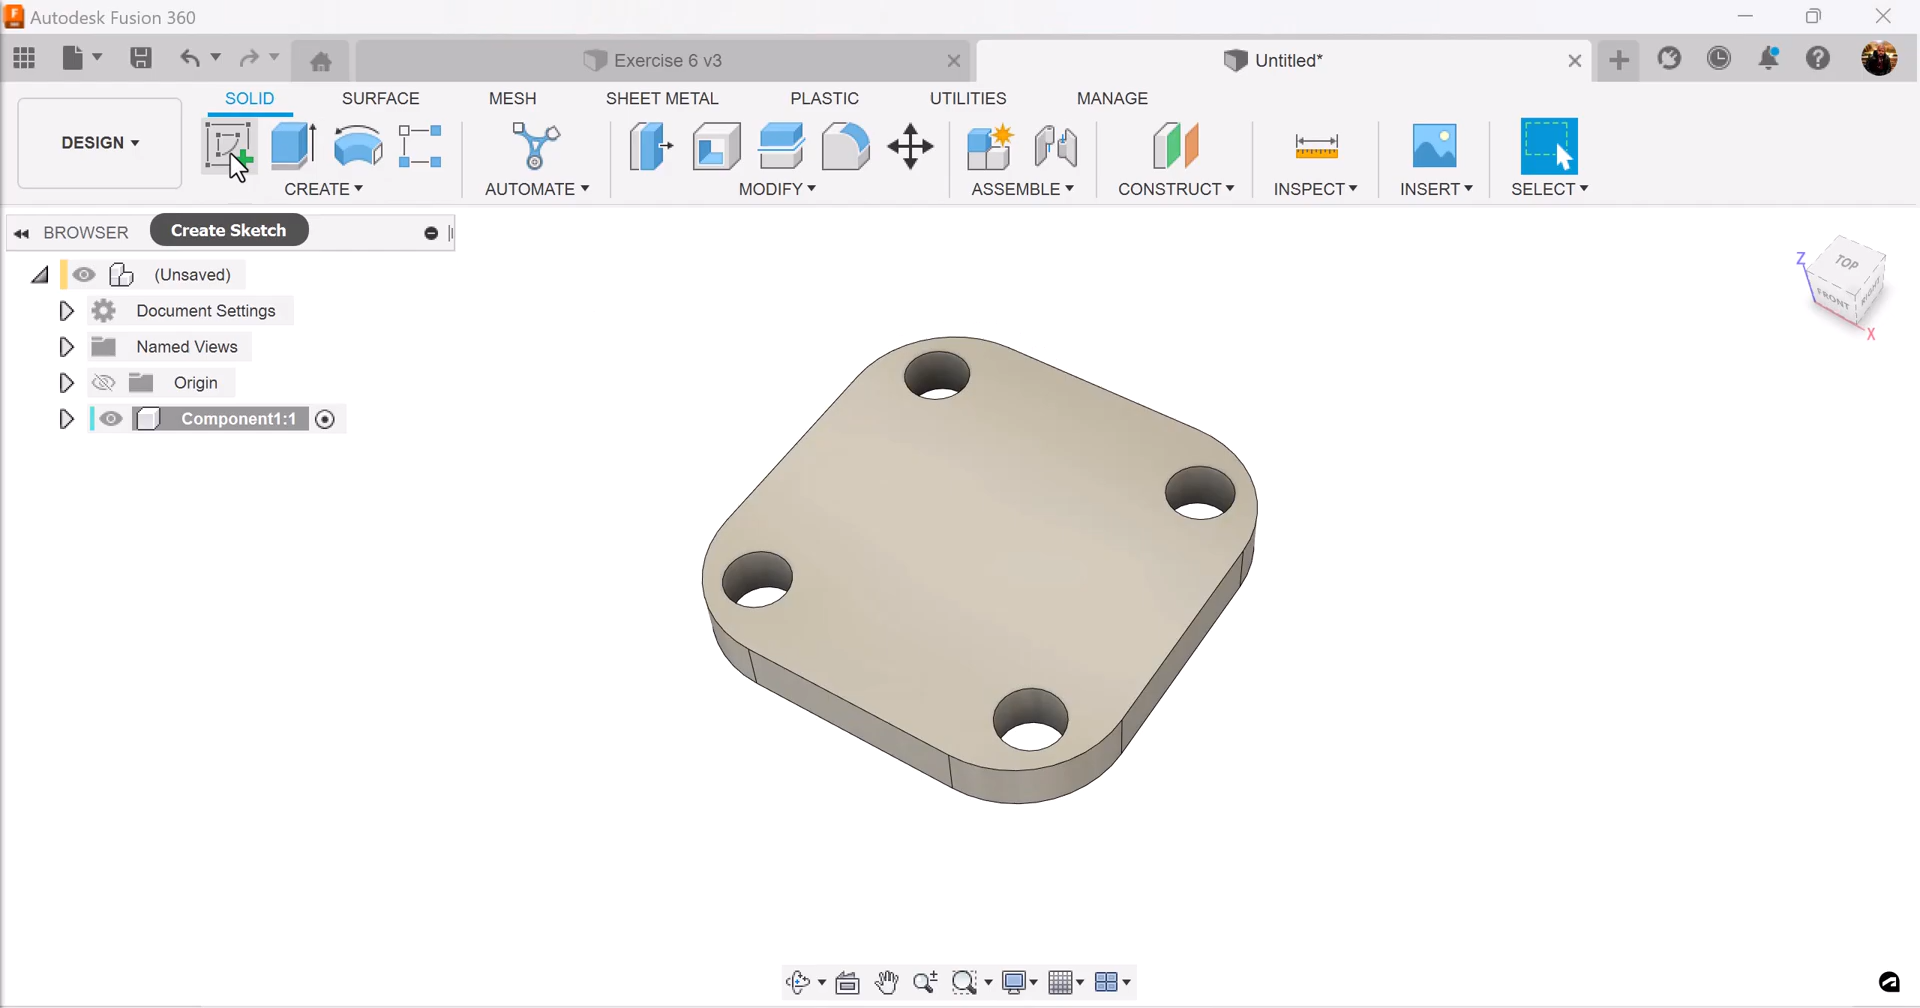 Autodesk Fusion 360
Exercise 6 v3
Untitled*
DESIGN
SOLID
SURFACE
MESH
SHEET METAL
PLASTIC
UTILITIES
MANAGE
CREATE
AUTOMATE
MODIFY
ASSEMBLE
CONSTRUCT
INSPECT
INSERT
SELECT
BROWSER
Create Sketch
(Unsaved)
Document Settings
Named Views
Origin
Component1:1
Z
TOP
FRONT
RIGHT
X